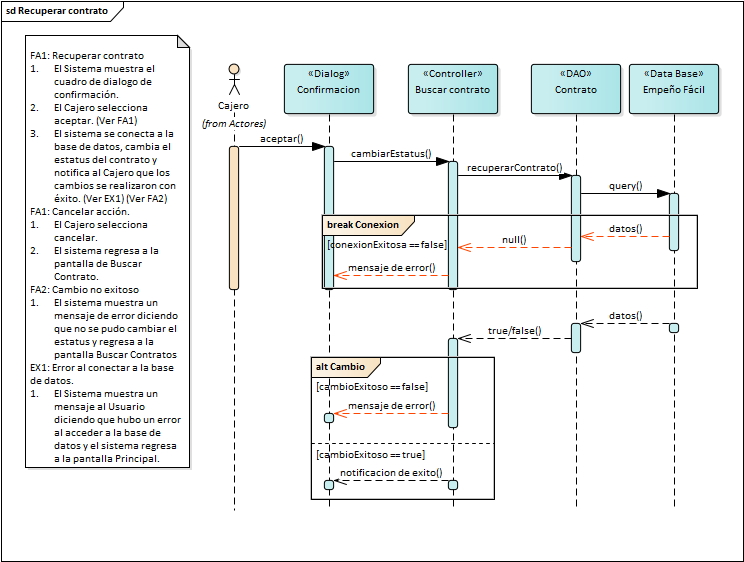 sd Recuperar contrato
FA1: Recuperar contrato
1. El Sistema muestra el
cuadro de dialogo de
confirmación.
2. El Cajero selecciona
aceptar. (Ver FA1)
3. El sistema se conecta a la
base de datos, cambia el
estatus del contrato y
notifica al Cajero que los
cambios se realizaron con
éxito. (Ver EX1) (Ver FA2)
FA1: Cancelar acción.
1. El Cajero selecciona
cancelar.
2. El sistema regresa a la
pantalla de Buscar
Contrato.
FA2: Cambio no exitoso
1. El sistema muestra un
mensaje de error diciendo
que no se pudo cambiar el
estatus y regresa a la
pantalla Buscar Contratos
EX1: Error al conectar a la base
de datos.
1. El Sistema muestra un
mensaje al Usuario
diciendo que hubo un error
al acceder a la base de
datos y el sistema regresa
a la pantalla Principal.
Cajero
(from Actores)
«Dialog»
Confirmacion
«Controller»
Buscar contrato
«DAO»
Contrato
«Data Base»
Empeño Fácil
aceptar()
cambiarEstatus()
recuperarContrato()
query()
break Conexion
[conexionExitosa ==false]
datos()
null()
mensaje de error()
datos()
true/false()
alt Cambio
[cambioExitoso ==false]
mensaje de error()
[cambioExitoso ==true]
notificacion de exito()